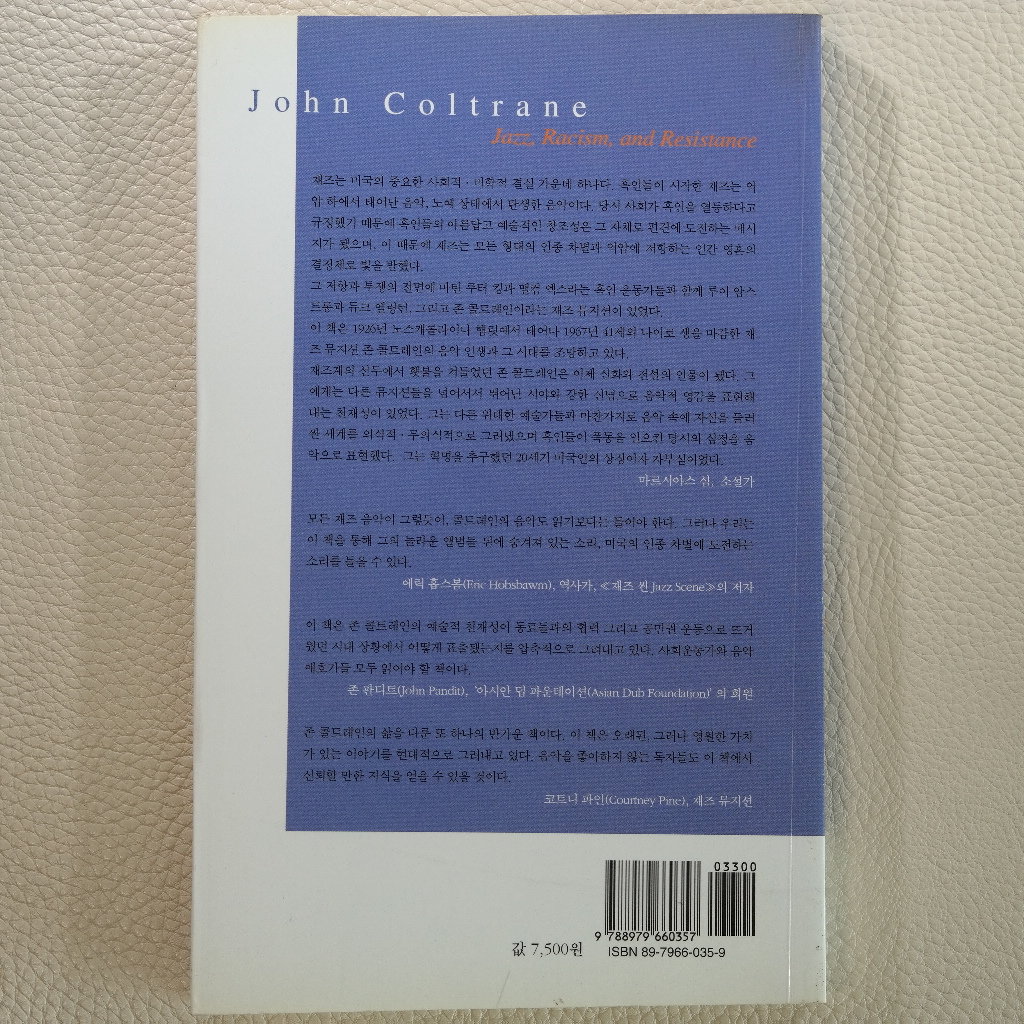 John Coltrane
Jazz, Racism, and Resistance
재즈는 미국의 중요한 사회적 · 미학적 결실 가운데 하나다. 흑인들이 시작한 재즈는 억
압 하에서 태어난 음악, 노예 상태에서 탄생한 음악이다. 당시 사회가 흑인을 열등하다고
규정했기 때문에 흑인들의 아름답고 예술적인 창조성은 그 자체로 편견에 도전하는 메시
지가 됐으며, 이 때문에 재즈는 모든 형태의 인종 차별과 억압에 저항하는 인간 영혼의
결정체로 빛을 발했다.
그 저항과 투쟁의 전면에 마틴 루터 킹과 맬컴 엑스라는 흑인 운동가들과 함께 루이 암스
트롱과 듀크 엘링턴, 그리고 존 콜트레인이라는 재즈 뮤지션이 있었다.
이 책은 1926년 노스캐롤라이나 햄릿에서 태어나 1967년 41세의 나이로 생을 마감한 재
즈 뮤지션 존 콜트레인의 음악 인생과 그 시대를 조망하고 있다.
재즈계의 선두에서 횃불을 쳐들었던 존 콜트레인은 이제 신화와 전설의 인물이 됐다. 그
에게는 다른 뮤지션들을 넘어서서 뛰어난 시야와 강한 신념으로 음악적 영감을 표현해
내는 천재성이 있었다. 그는 다른 위대한 예술가들과 마찬가지로 음악 속에 자신을 둘러
싼 세계를 의식적 · 무의식적으로 그려냈으며 흑인들이 폭동을 일으킨 당시의 심정을 음
악으로 표현했다. 그는 혁명을 추구했던 20세기 미국인의 상징이자 자부심이었다.
마르시아스 심, 소설가
모든 재즈 음악이 그렇듯이, 콜트레인의 음악도 읽기보다는 들어야 한다. 그러나 우리는
이 책을 통해 그의 놀라운 앨범들 뒤에 숨겨져 있는 소리, 미국의 인종 차별에 도전하는
소리를 들을 수 있다.
에릭 홉스봄(Eric Hobsbawm), 역사가, ≪재즈 씬 Jazz Scene≫의 저자
이 책은 존 콜트레인의 예술적 천재성이 동료들과의 협력 그리고 공민권 운동으로 뜨거
웠던 시대 상황에서 어떻게 표출됐는지를 압축적으로 그려내고 있다. 사회운동가와 음악
애호가들 모두 읽어야 할 책이다.
존 판디트(John Pandit), '아시안 덥 파운데이션(Asian Dub Foundation)' 의 회원
존 콜트레인의 삶을 다룬 또 하나의 반가운 책이다. 이 책은 오래된, 그러나 영원한 가치
가 있는 이야기를 현대적으로 그려내고 있다. 음악을 좋아하지 않는 독자들도 이 책에서
신뢰할 만한 지식을 얻을 수 있을 것이다.
코트니 파인(Courtney Pine), 재즈 뮤지션
03300
9 788979 660357
값 7,500원
ISBN 89-7966-035-9